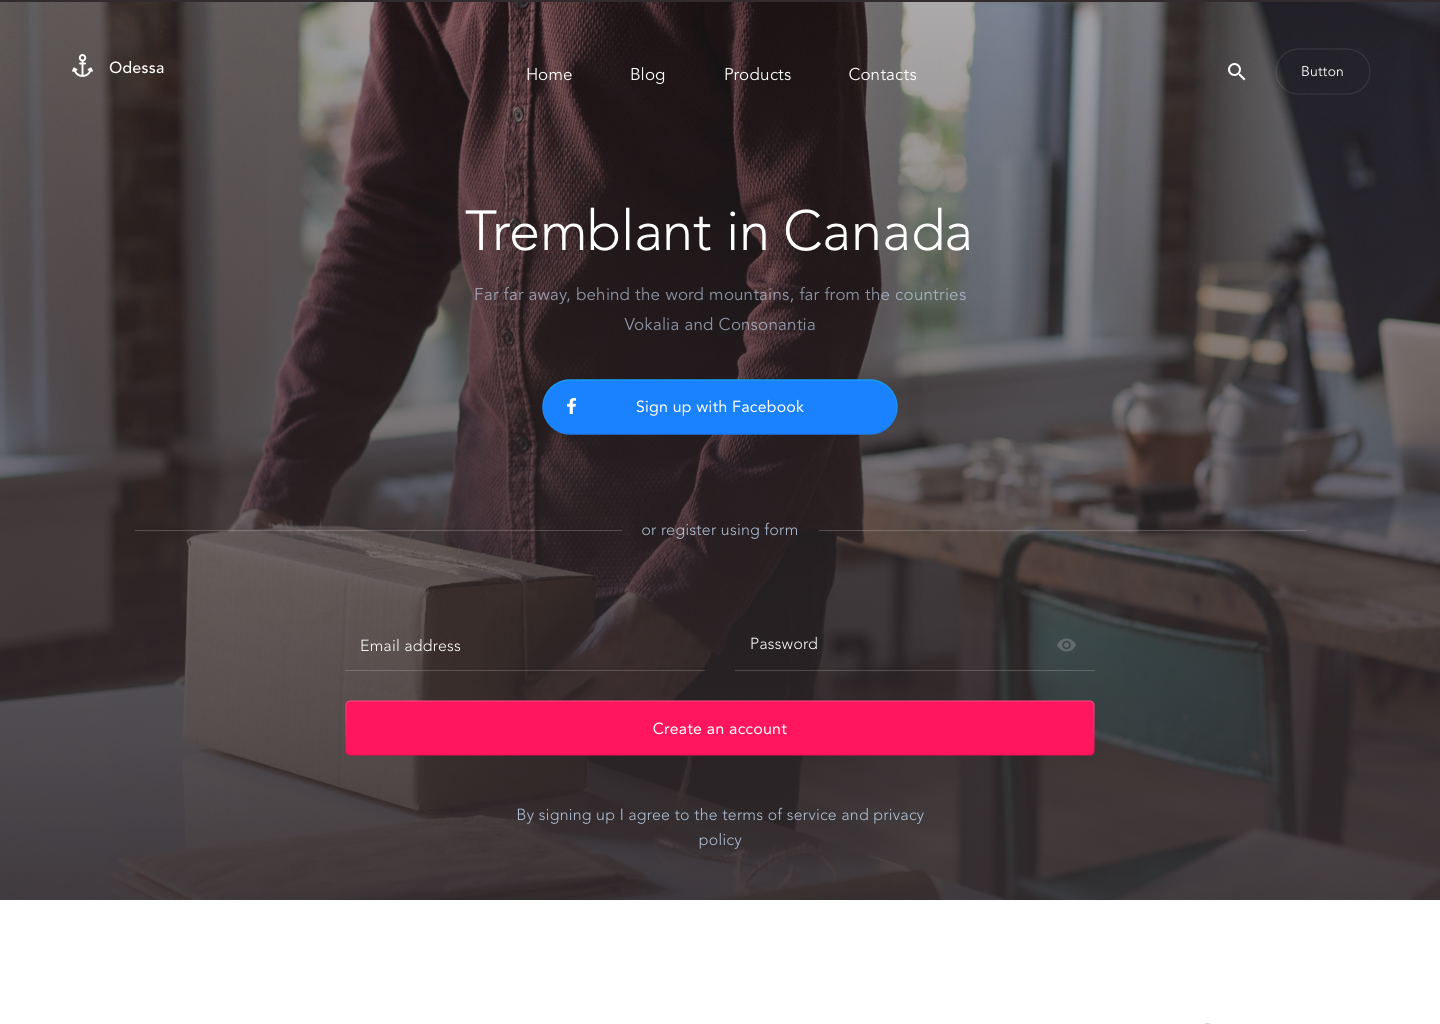 Odessa
Home
Blog
Products
Contacts
Button
Tremblant in Canada
Far far away, behind the word mountains, far from the countries
Vokalia and Consonantia
Sign up with Facebook
or register using form
Email address
Password
Create an account
By signing up I agree to the terms of service and privacy
policy